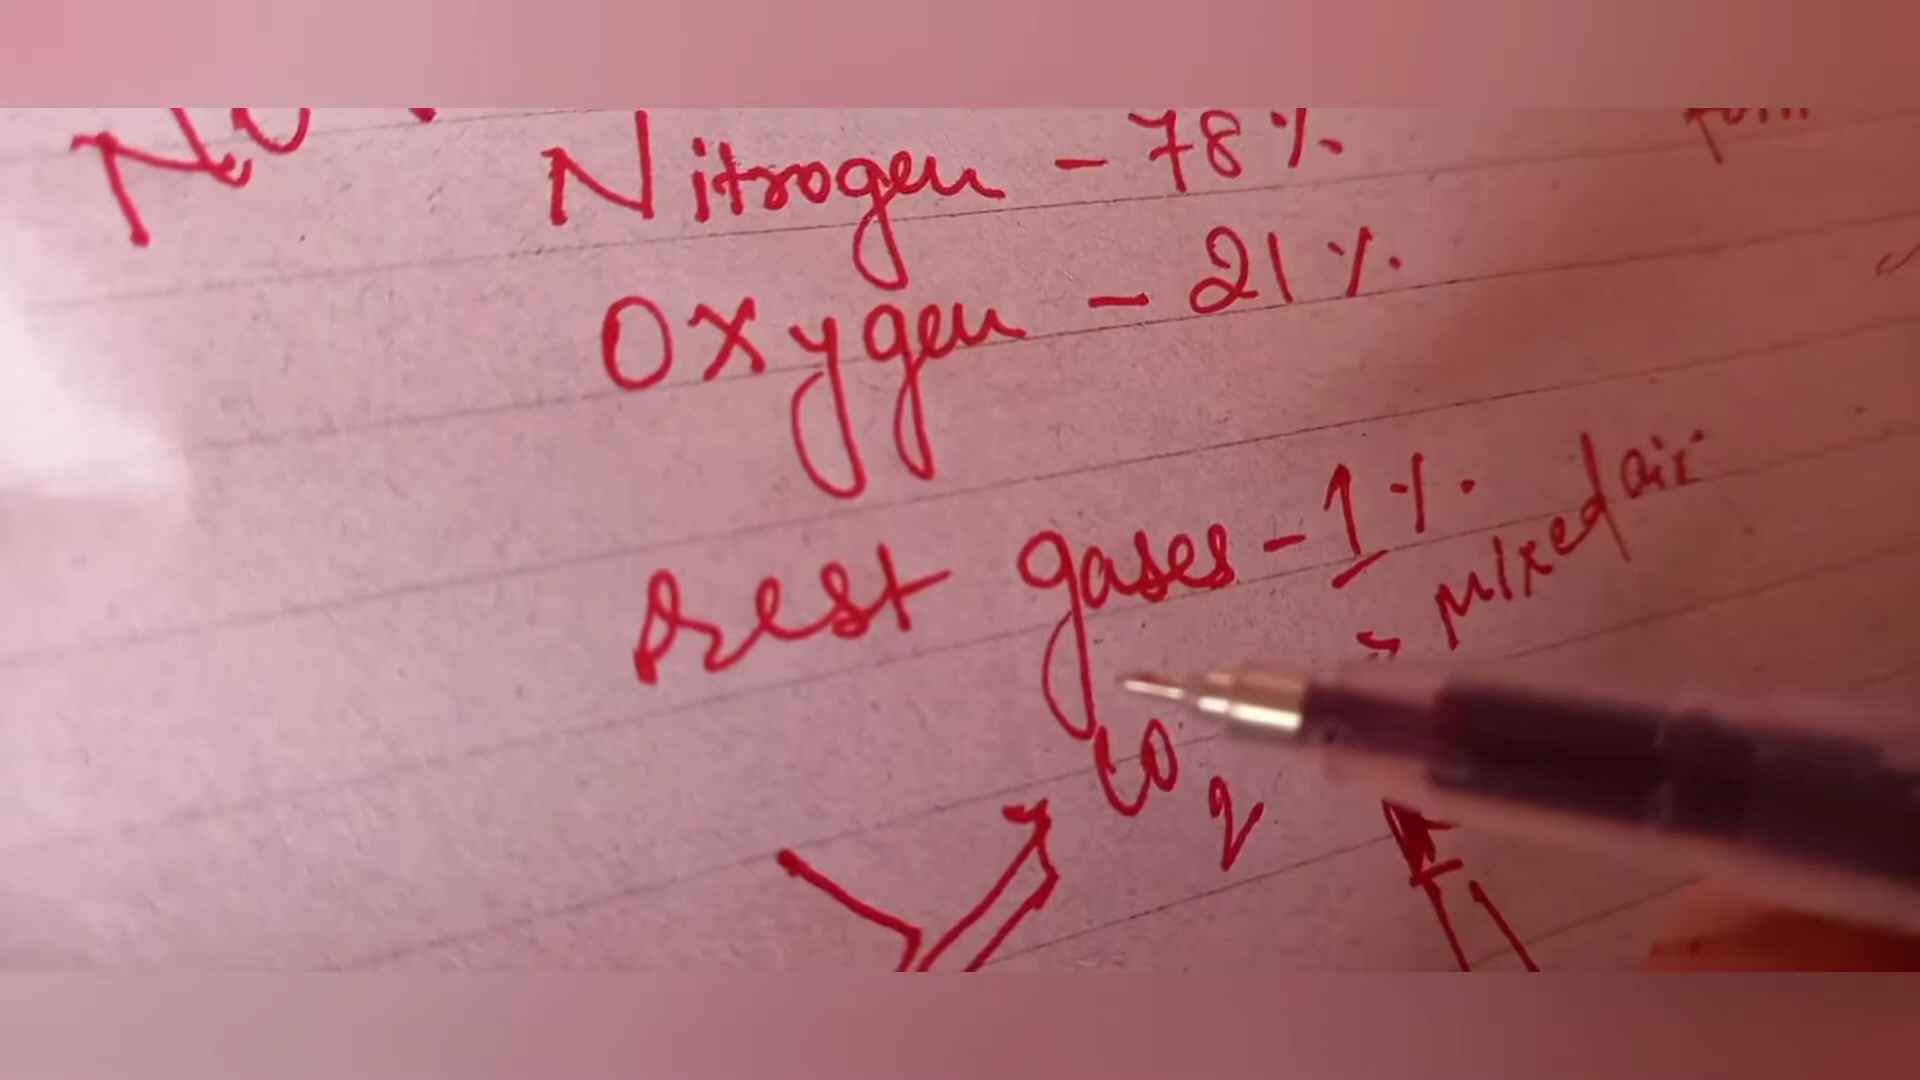 Nitrogen - 78%
Oxygen - 21%
rest gases - 1%
mixed air
CO2